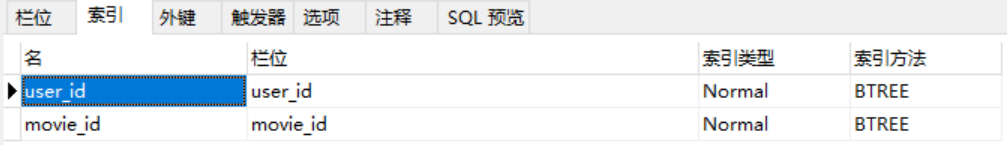 栏位 索引 外键 触发器 选项 注释 SQL 预览
名 栏位 索引类型 索引方法
user_id user_id Normal BTREE
movie_id movie_id Normal BTREE